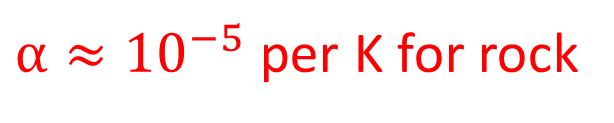 α ≈ 10⁻⁵ per K for rock